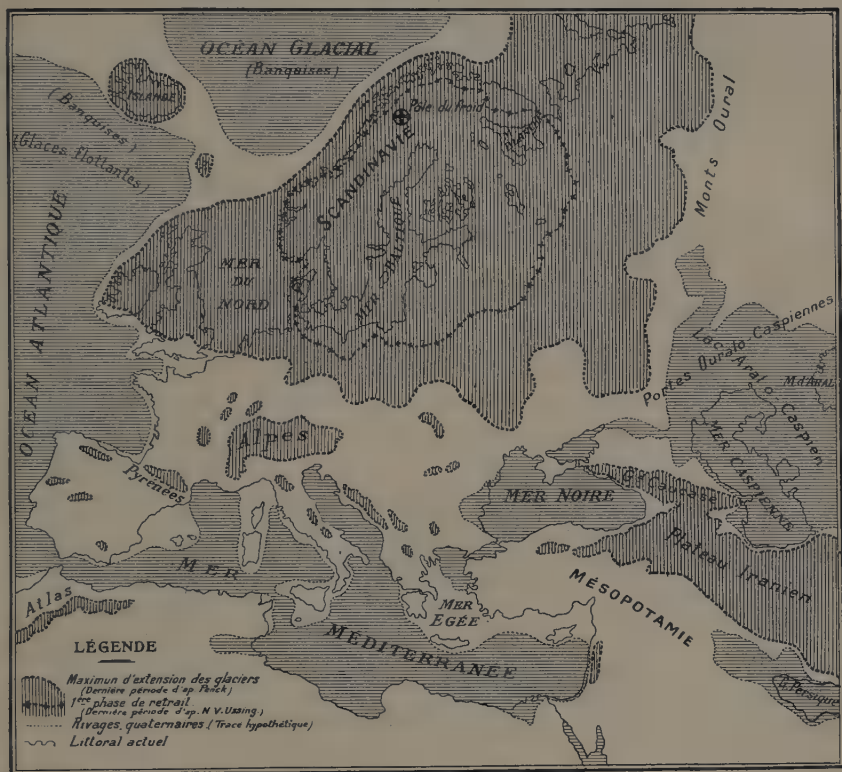 OCÉAN GLACIAL
(Banquises)
ISLANDE
(Banquises)
(Glaces flottantes)
Pôle du froid
SCANDINAVIE
Monts Oural
OCÉAN ATLANTIQUE
MER
DU
NORD
MER BALTIQUE
Portes Ouralo-Caspiennes
Lac Aralo-Caspien
M. d'ARAL
MER CASPIENNE
Alpes
Pyrénées
MER NOIRE
Caucase
Plateau Iranien
MÉSOPOTAMIE
MER
MÉDITERRANÉE
MER
EGÉE
Atlas
G. Persique
LÉGENDE
Maximun d'extension des glaciers
(Dernière période d'ap. Penck)
1ère phase de retrait
(Dernière période d'ap. N.V. Ussing.)
Rivages quaternaires (Tracé hypothétique)
Littoral actuel